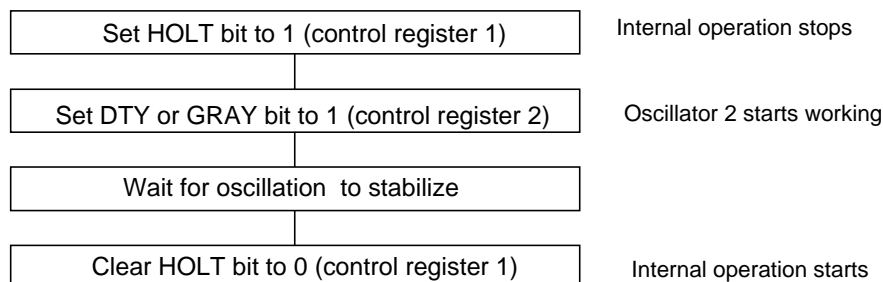 Set HOLT bit to 1 (control register 1)
Internal operation stops
Set DTY or GRAY bit to 1 (control register 2)
Oscillator 2 starts working
Wait for oscillation to stabilize
Clear HOLT bit to 0 (control register 1)
Internal operation starts